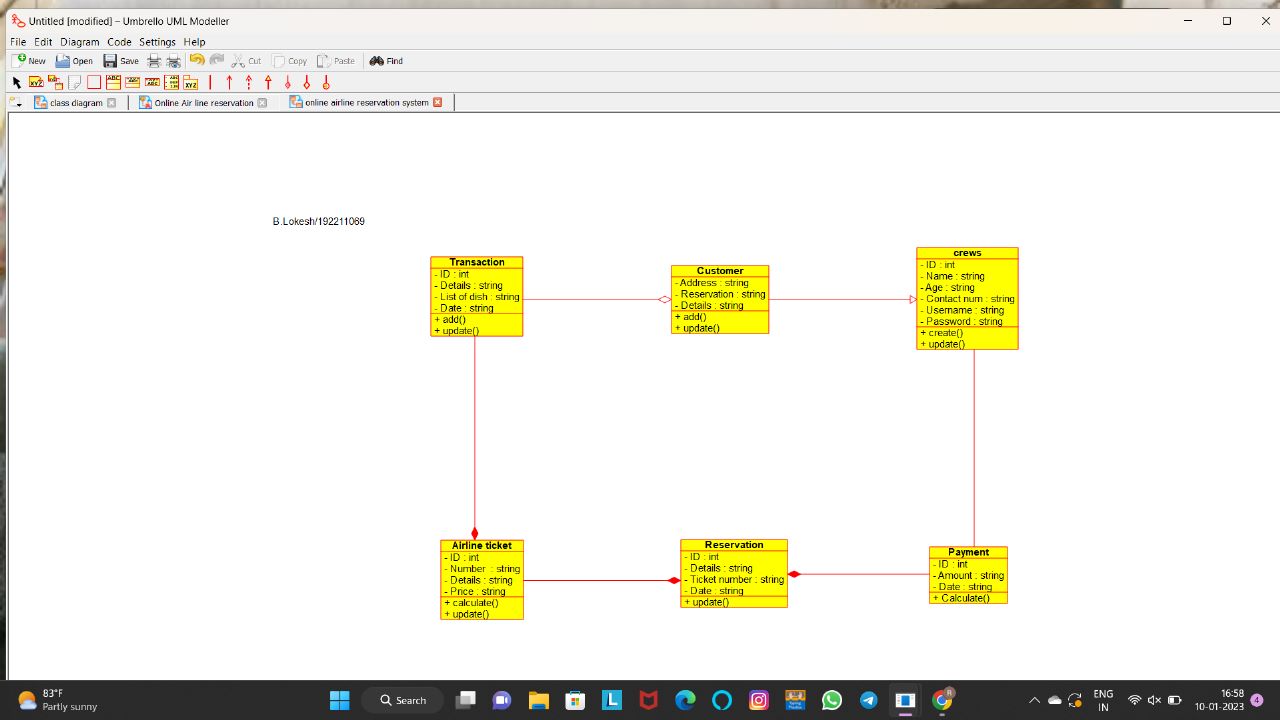 Untitled [modified] – Umbrello UML Modeller
File Edit Diagram Code Settings Help
New Open Save Cut Copy Paste Find
class diagram Online Air line reservation online airline reservation system
B.Lokesh/192211069
Transaction
- ID : int
- Details : string
- List of dish : string
- Date : string
+ add()
+ update()
Customer
- Address : string
- Reservation : string
- Details : string
+ add()
+ update()
crews
- ID : int
- Name : string
- Age : string
- Contact num : string
- Username : string
- Password : string
+ create()
+ update()
Airline ticket
- ID : int
- Number : string
- Details : string
- Price : string
+ calculate()
+ update()
Reservation
- ID : int
- Details : string
- Ticket number : string
- Date : string
+ update()
Payment
- ID : int
- Amount : string
- Date : string
+ Calculate()
83°F
Partly sunny
Search
ENG
IN
16:58
10-01-2023
4